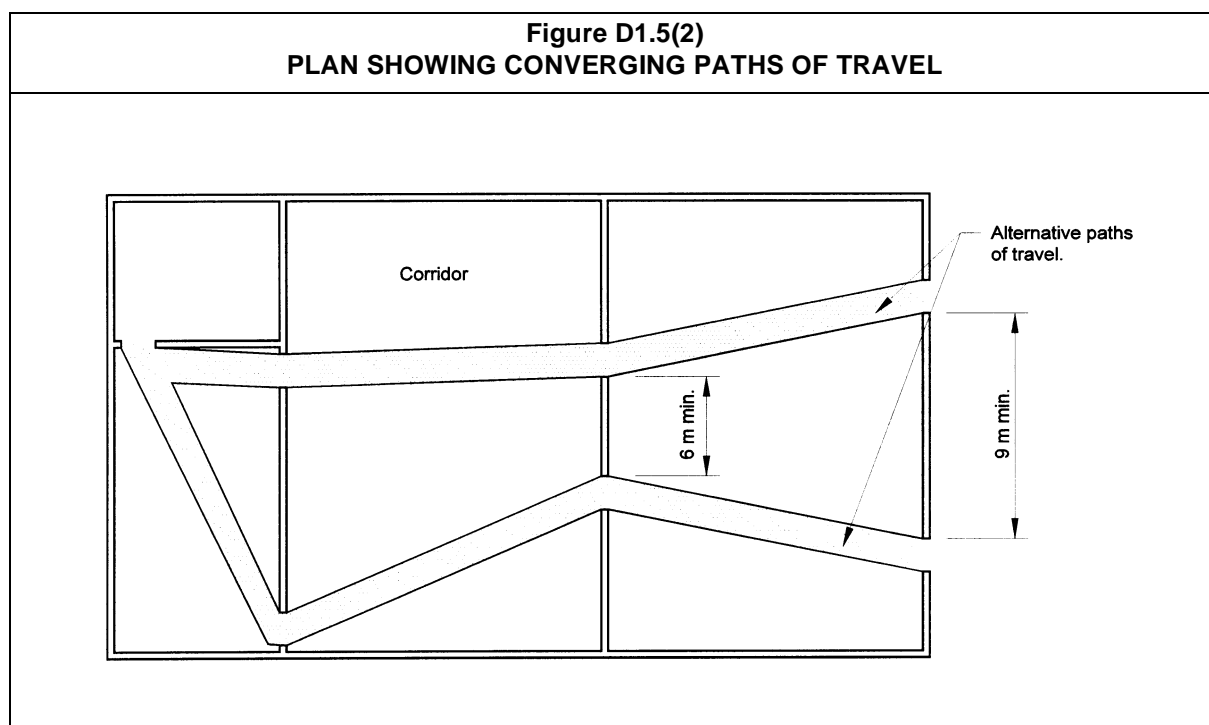 Figure D1.5(2)
PLAN SHOWING CONVERGING PATHS OF TRAVEL
Alternative paths
of travel.
Corridor
6 m min.
9 m min.